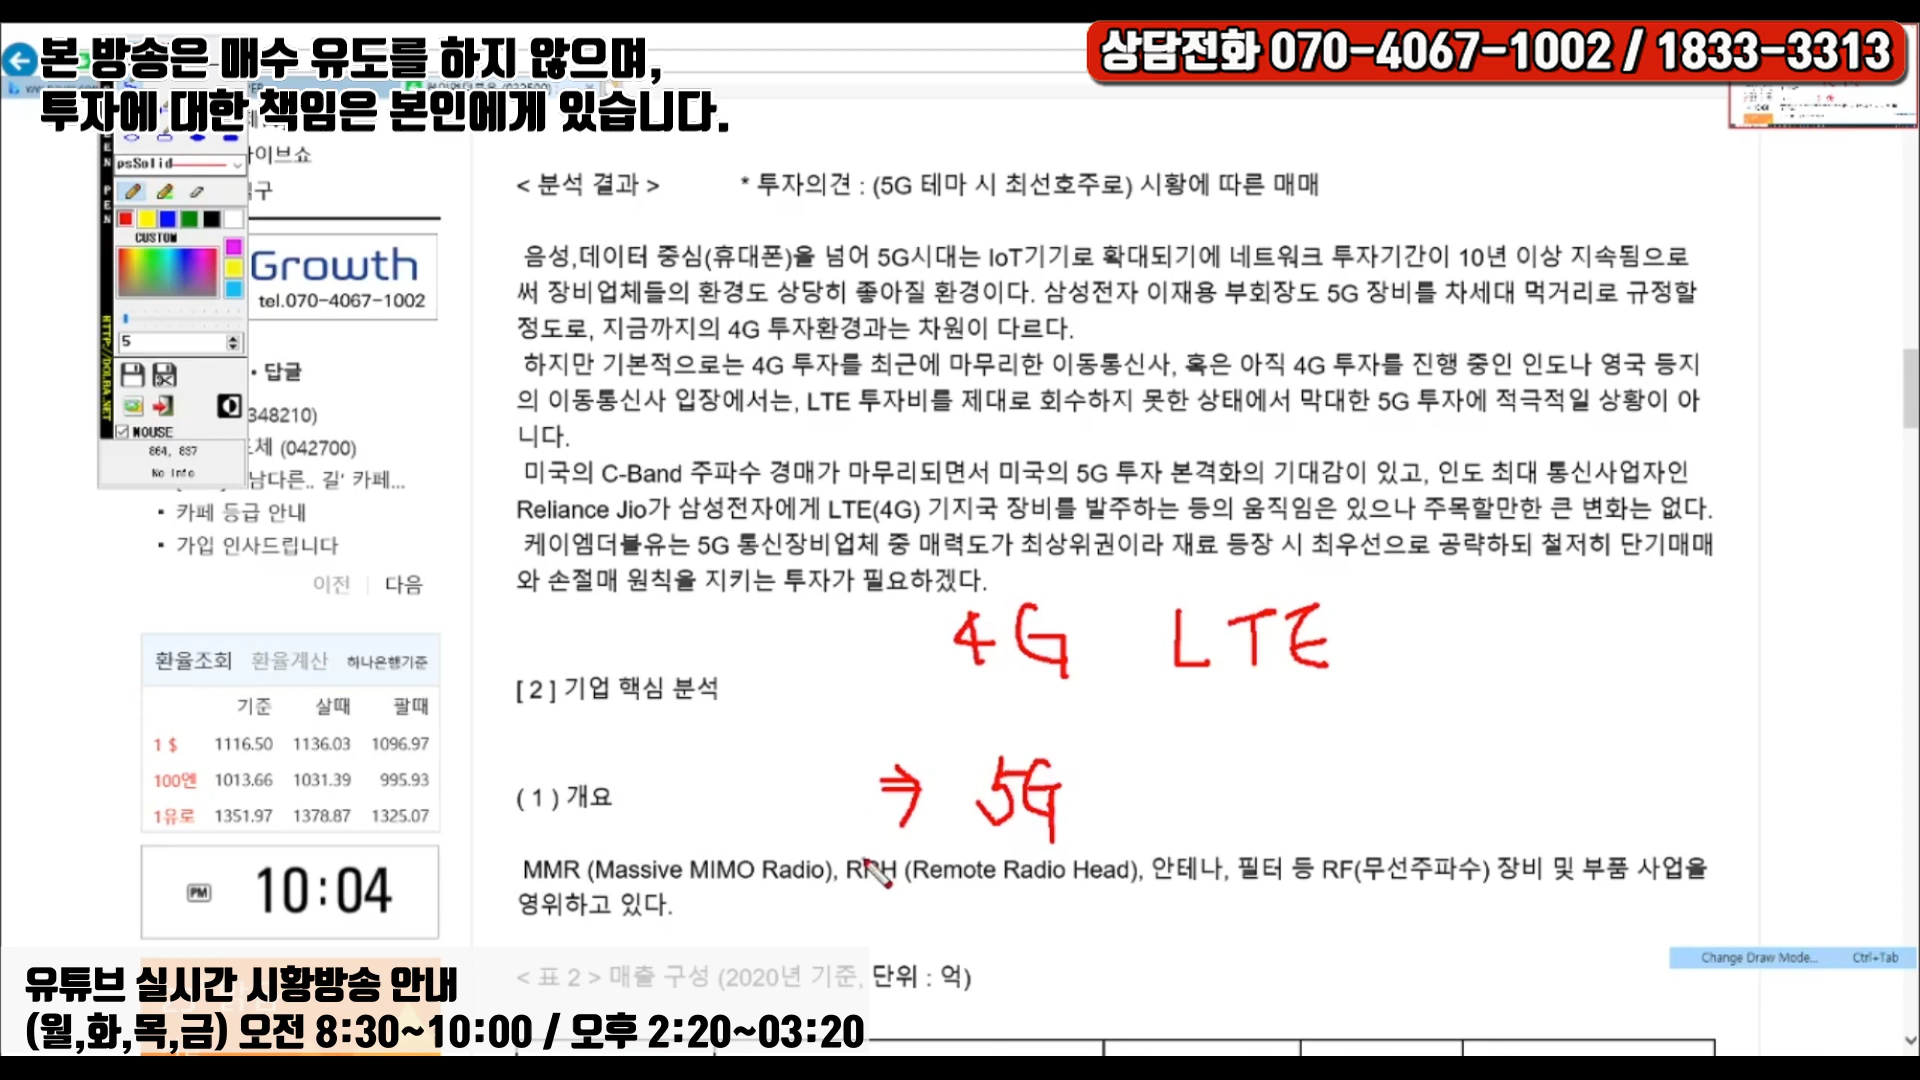 본 방송은 매수 유도를 하지 않으며,
투자에 대한 책임은 본인에게 있습니다.
상담전화 070-4067-1002 / 1833-3313
psSolid
CUSTOM
5
HTTP://DOLBA.NET
MOUSE
864, 897
No Info
이브쇼
구
Growth
tel.070-4067-1002
• 답글
348210)
체 (042700)
남다른.. 길' 카페...
• 카페 등급 안내
• 가입 인사드립니다
이전 | 다음
환율조회 환율계산 하나은행기준
기준 살때 팔때
1 $ 1116.50 1136.03 1096.97
100엔 1013.66 1031.39 995.93
1유로 1351.97 1378.87 1325.07
PM 10:04
< 분석 결과 > * 투자의견 : (5G 테마 시 최선호주로) 시황에 따른 매매
음성,데이터 중심(휴대폰)을 넘어 5G시대는 IoT기기로 확대되기에 네트워크 투자기간이 10년 이상 지속됨으로
써 장비업체들의 환경도 상당히 좋아질 환경이다. 삼성전자 이재용 부회장도 5G 장비를 차세대 먹거리로 규정할
정도로, 지금까지의 4G 투자환경과는 차원이 다르다.
하지만 기본적으로는 4G 투자를 최근에 마무리한 이동통신사, 혹은 아직 4G 투자를 진행 중인 인도나 영국 등지
의 이동통신사 입장에서는, LTE 투자비를 제대로 회수하지 못한 상태에서 막대한 5G 투자에 적극적일 상황이 아
니다.
미국의 C-Band 주파수 경매가 마무리되면서 미국의 5G 투자 본격화의 기대감이 있고, 인도 최대 통신사업자인
Reliance Jio가 삼성전자에게 LTE(4G) 기지국 장비를 발주하는 등의 움직임은 있으나 주목할만한 큰 변화는 없다.
케이엠더블유는 5G 통신장비업체 중 매력도가 최상위권이라 재료 등장 시 최우선으로 공략하되 철저히 단기매매
와 손절매 원칙을 지키는 투자가 필요하겠다.
4G LTE
[ 2 ] 기업 핵심 분석
⇒ 5G
( 1 ) 개요
MMR (Massive MIMO Radio), RRH (Remote Radio Head), 안테나, 필터 등 RF(무선주파수) 장비 및 부품 사업을
영위하고 있다.
Change Draw Mode... Ctrl+Tab
< 표 2 > 매출 구성 (2020년 기준, 단위 : 억)
유튜브 실시간 시황방송 안내
(월,화,목,금) 오전 8:30~10:00 / 오후 2:20~03:20